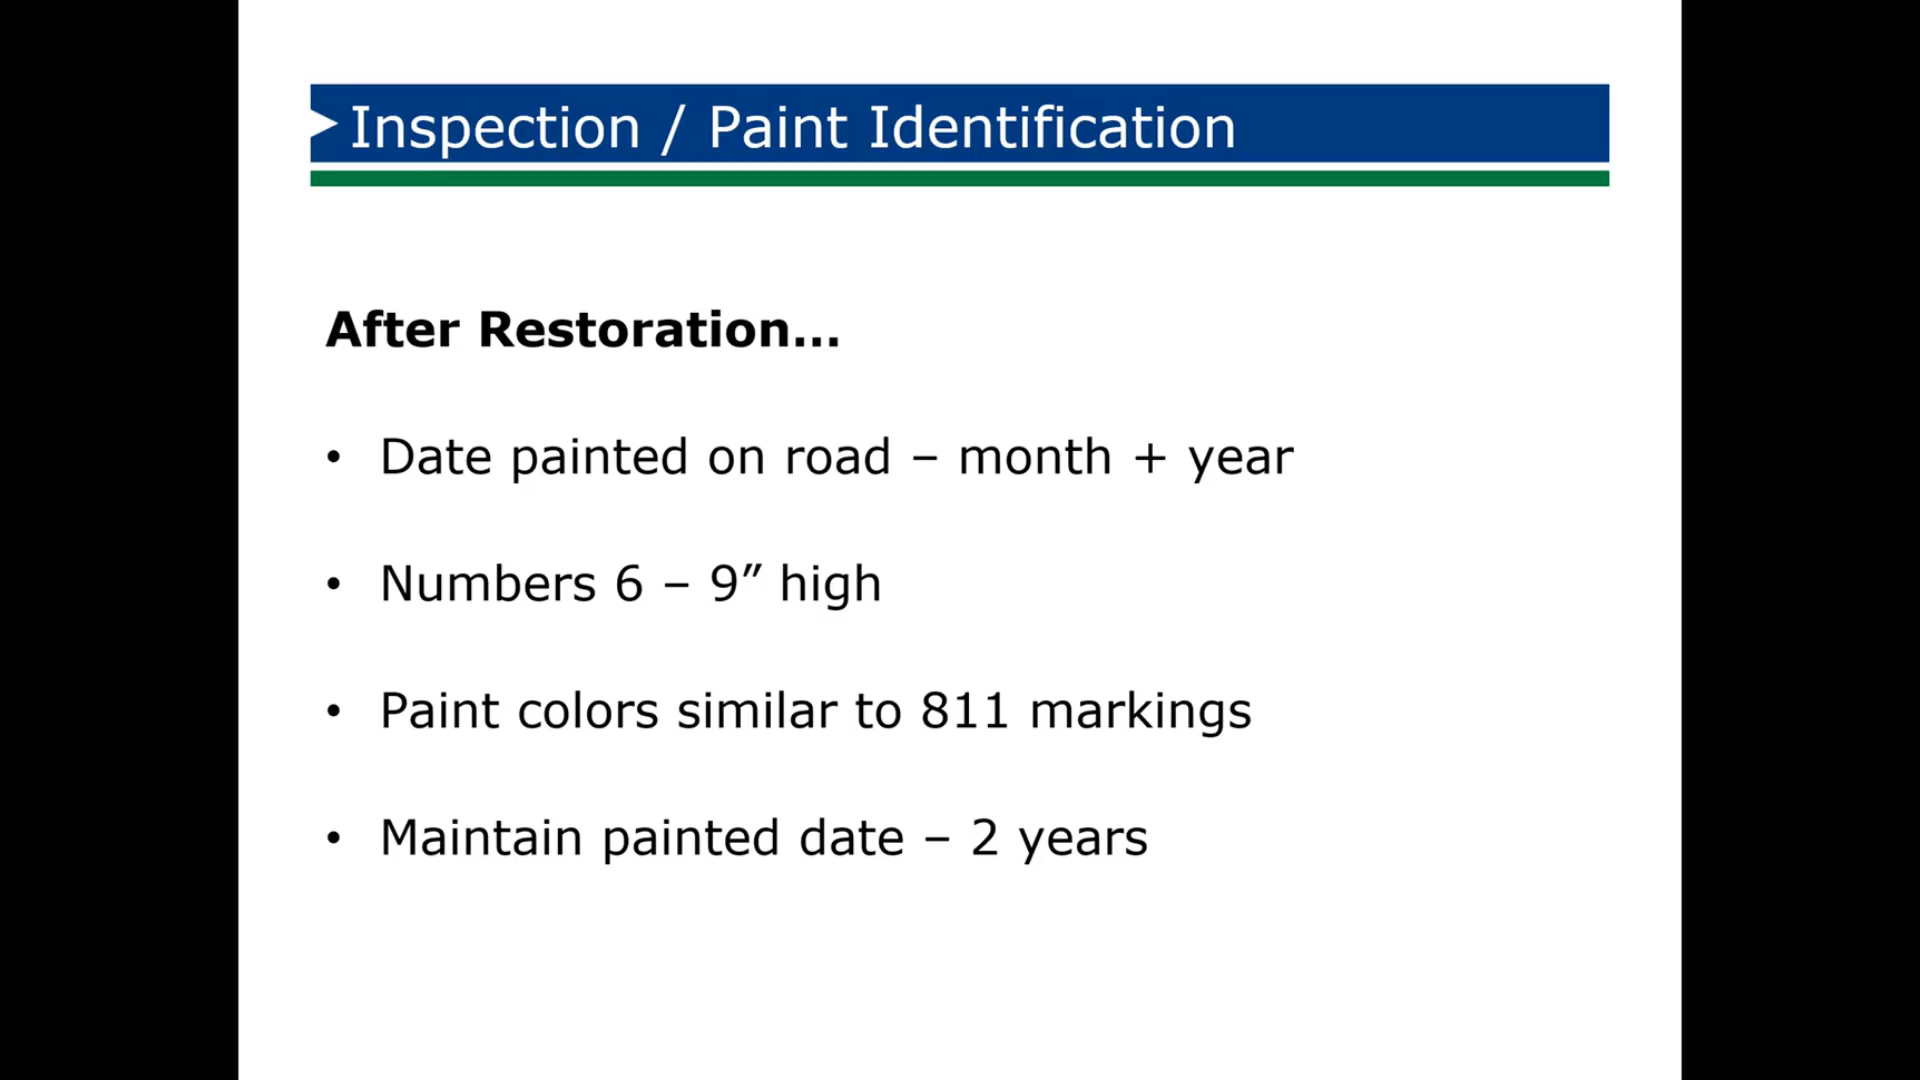 Inspection / Paint Identification
After Restoration...
• Date painted on road – month + year
• Numbers 6 – 9” high
• Paint colors similar to 811 markings
• Maintain painted date – 2 years